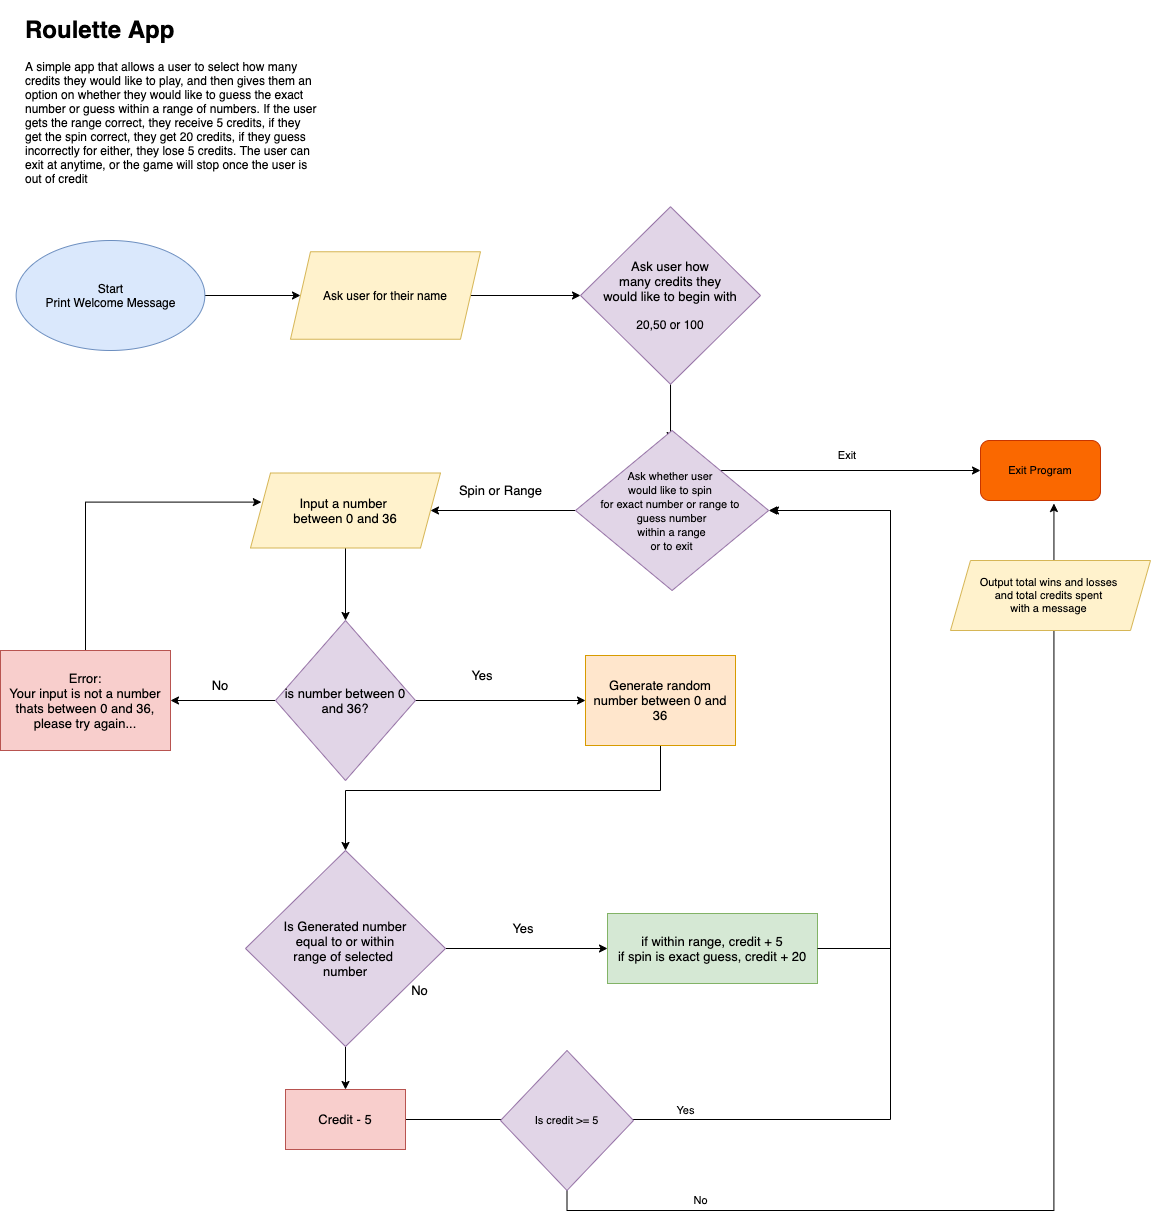 Roulette App
A simple app that allows a user to select how many
credits they would like to play, and then gives them an
option on whether they would like to guess the exact
number or guess within a range of numbers. If the user
gets the range correct, they receive 5 credits, if they
get the spin correct, they get 20 credits, if they guess
incorrectly for either, they lose 5 credits. The user can
exit at anytime, or the game will stop once the user is
out of credit
Start
Print Welcome Message
Ask user for their name
Ask user how
many credits they
would like to begin with
20,50 or 100
Ask whether user
would like to spin
for exact number or range to
guess number
within a range
or to exit
Exit
Exit Program
Spin or Range
Input a number
between 0 and 36
Output total wins and losses
and total credits spent
with a message
is number between 0
and 36?
No
Error:
Your input is not a number
thats between 0 and 36,
please try again...
Yes
Generate random
number between 0 and
36
Is Generated number
equal to or within
range of selected
number
Yes
if within range, credit + 5
if spin is exact guess, credit + 20
No
Credit - 5
Is credit >= 5
Yes
No